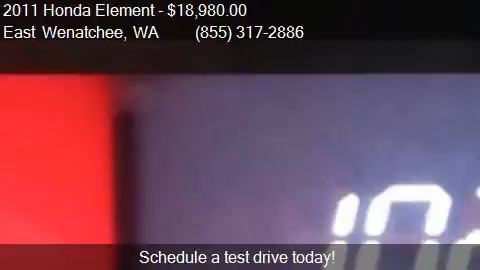 2011 Honda Element - $18,980.00
East Wenatchee, WA (855) 317-2886
Schedule a test drive today!